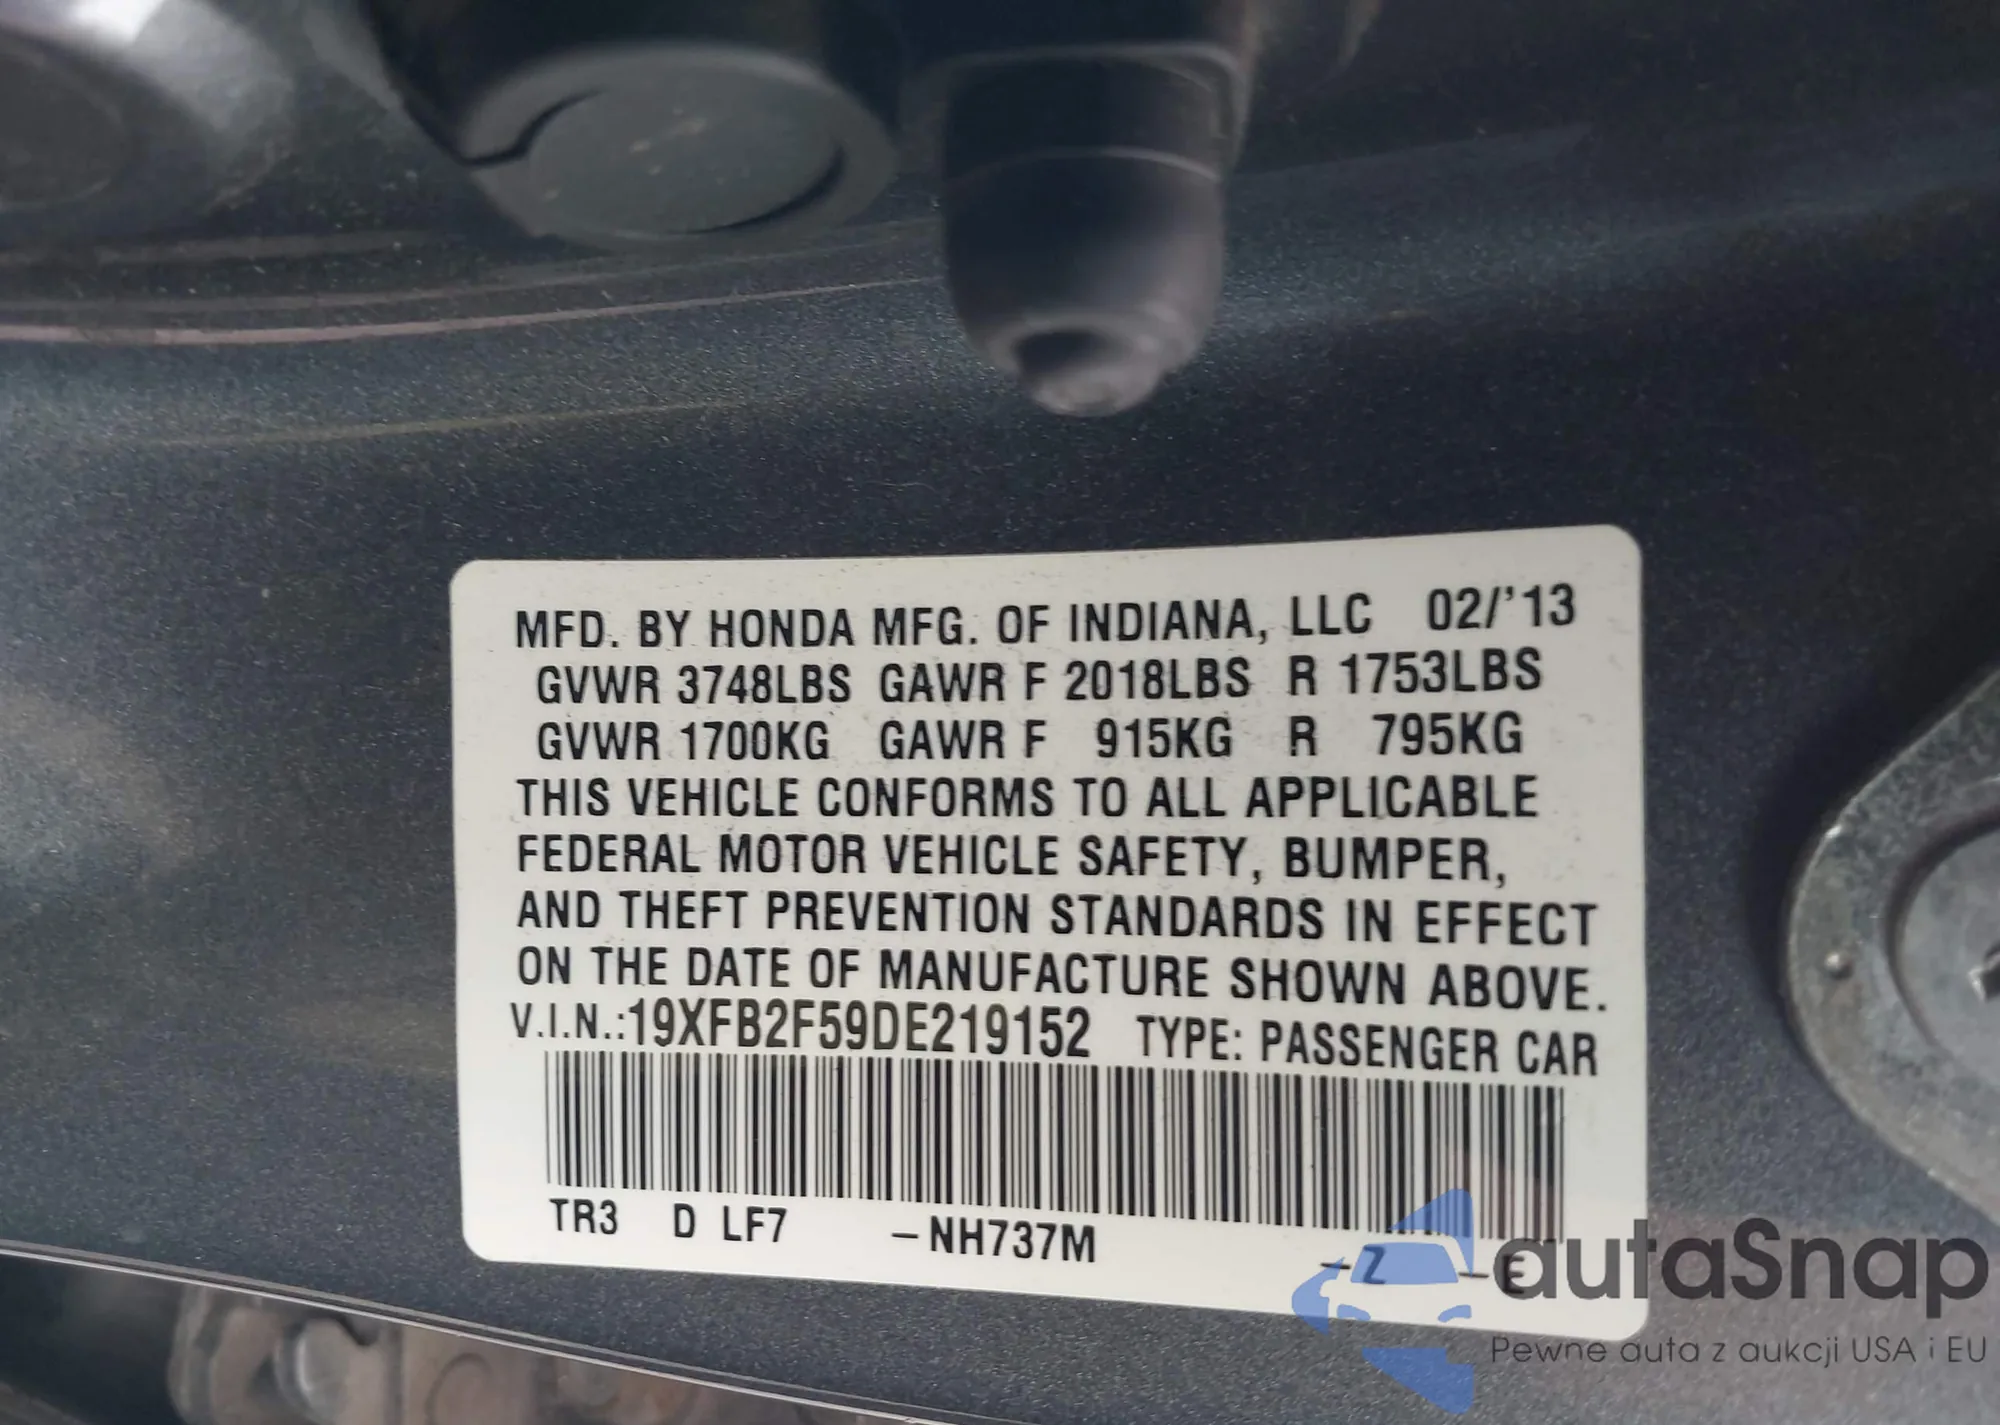 MFD. BY HONDA MFG. OF INDIANA, LLC 02/'13
GVWR 3748LBS GAWR F 2018LBS R 1753LBS
GVWR 1700KG GAWR F 915KG R 795KG
THIS VEHICLE CONFORMS TO ALL APPLICABLE
FEDERAL MOTOR VEHICLE SAFETY, BUMPER,
AND THEFT PREVENTION STANDARDS IN EFFECT
ON THE DATE OF MANUFACTURE SHOWN ABOVE.
V.I.N.:19XFB2F59DE219152 TYPE: PASSENGER CAR
TR3 D LF7 –NH737M –Z –E
autaSnap
Pewne auta z aukcji USA i EU